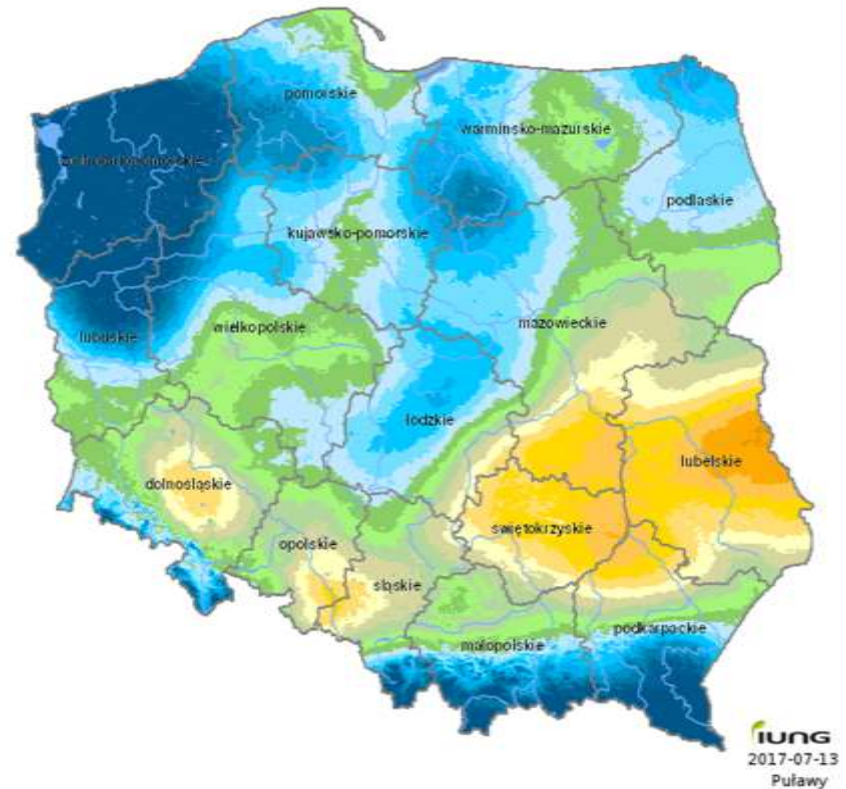 pomorskie
warmińsko-mazurskie
podlaskie
kujawsko-pomorskie
mazowieckie
wielkopolskie
lubuskie
łódzkie
lubelskie
dolnośląskie
świętokrzyskie
opolskie
śląskie
podkarpackie
małopolskie
IUNG
2017-07-13
Puławy